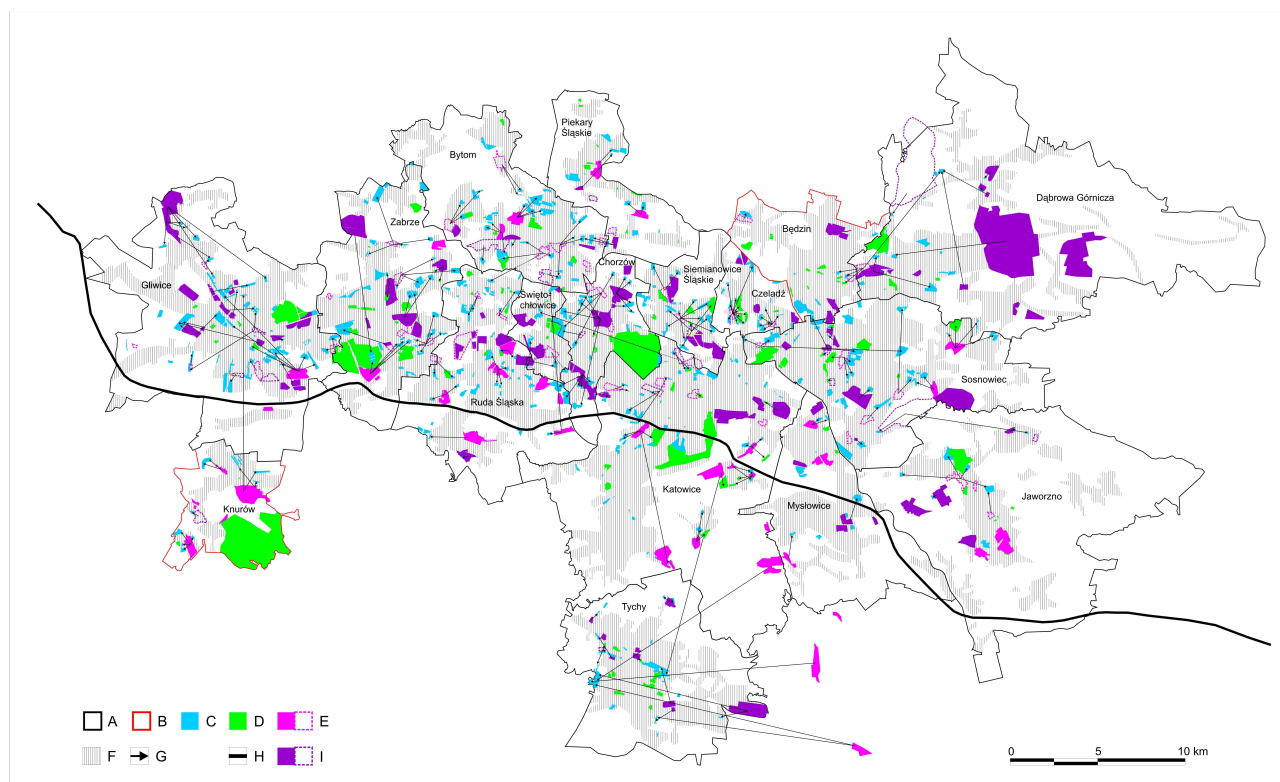 Piekary
Śląskie
Bytom
Dąbrowa Górnicza
Zabrze
Będzin
Chorzów
Siemianowice
Śląskie
Gliwice
Czeladź
Święto-
chłowice
Sosnowiec
Ruda Śląska
Katowice
Mysłowice
Jaworzno
Knurów
Tychy
A B C D E
F G H I
0 5 10 km